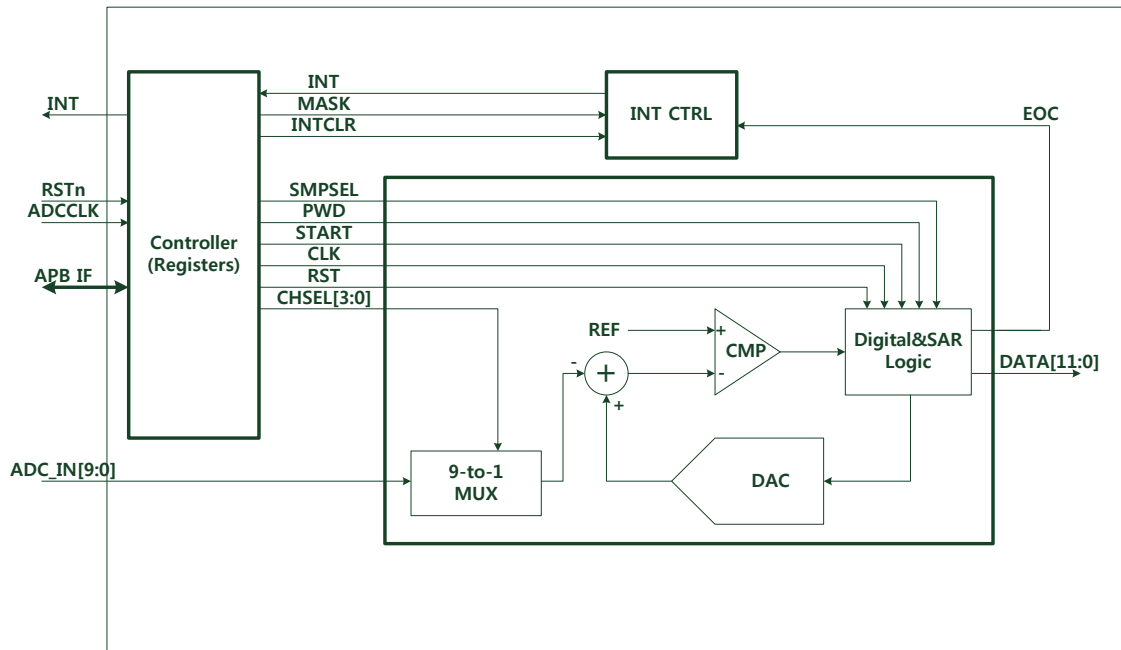 INT
MASK
INTCLR
INT
INT CTRL
EOC
RSTn
ADCCLK
SMPSEL
PWD
START
CLK
RST
CHSEL[3:0]
Controller
(Registers)
APB IF
REF
+
CMP
-
-
+
+
Digital&SAR
Logic
DATA[11:0]
ADC_IN[9:0]
9-to-1
MUX
DAC